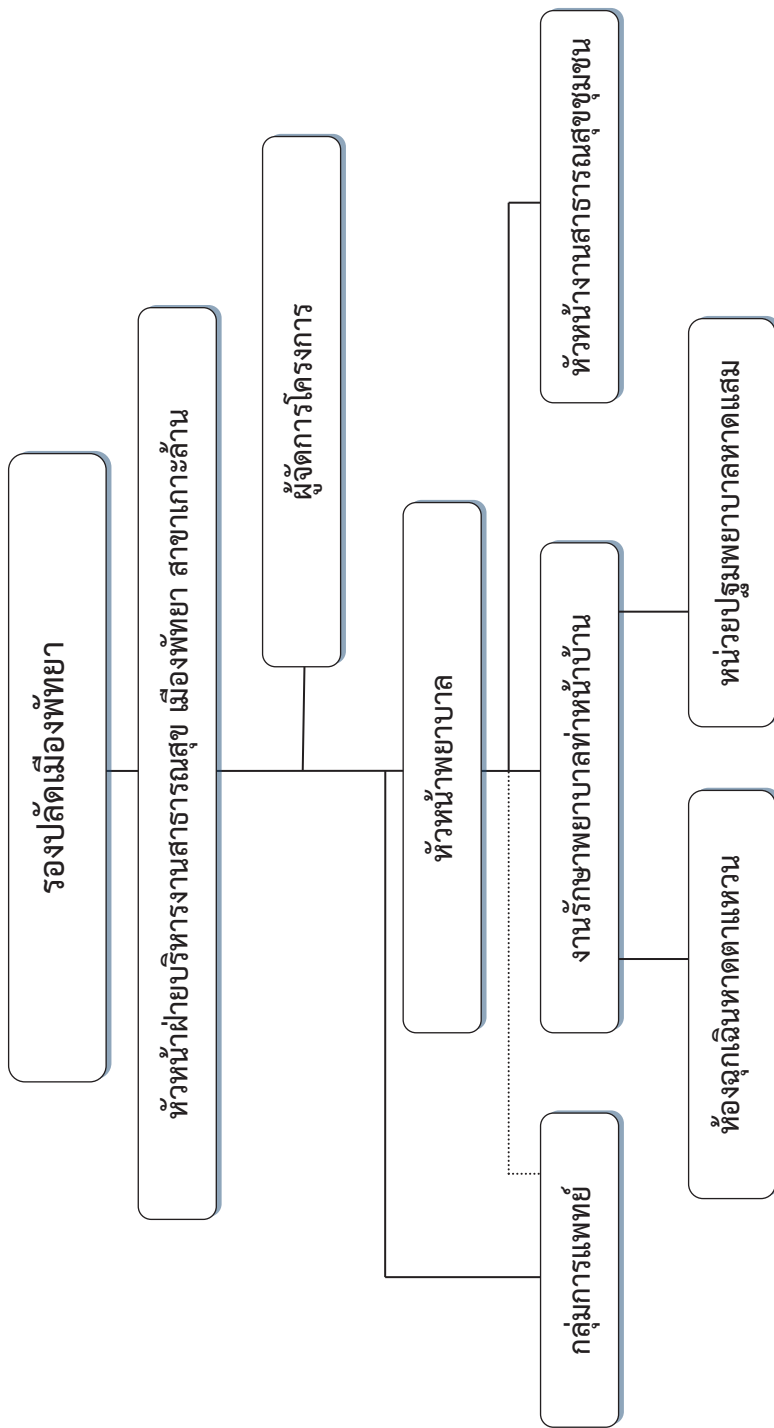 รองปลัดเมืองพัทยา
หัวหน้าฝ่ายบริหารงานสาธารณสุข เมืองพัทยา สาขาเกาะล้าน
ผู้จัดการโครงการ
หัวหน้าพยาบาล
กลุ่มการแพทย์
งานรักษาพยาบาลท่าหน้าบ้าน
หัวหน้างานสาธารณสุขชุมชน
ห้องฉุกเฉินหาดตาแหวน
หน่วยปฐมพยาบาลหาดแสม